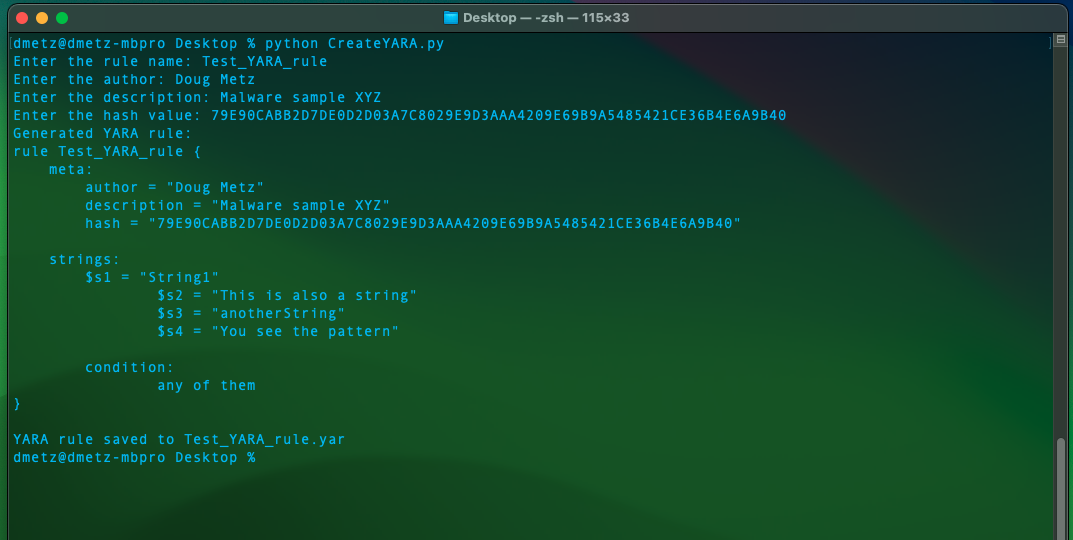 Desktop — -zsh — 115×33
dmetz@dmetz-mbpro Desktop % python CreateYARA.py
Enter the rule name: Test_YARA_rule
Enter the author: Doug Metz
Enter the description: Malware sample XYZ
Enter the hash value: 79E90CABB2D7DE0D2D03A7C8029E9D3AAA4209E69B9A5485421CE36B4E6A9B40
Generated YARA rule:
rule Test_YARA_rule {
    meta:
        author = "Doug Metz"
        description = "Malware sample XYZ"
        hash = "79E90CABB2D7DE0D2D03A7C8029E9D3AAA4209E69B9A5485421CE36B4E6A9B40"

    strings:
        $s1 = "String1"
                $s2 = "This is also a string"
                $s3 = "anotherString"
                $s4 = "You see the pattern"

        condition:
                any of them
}

YARA rule saved to Test_YARA_rule.yar
dmetz@dmetz-mbpro Desktop %